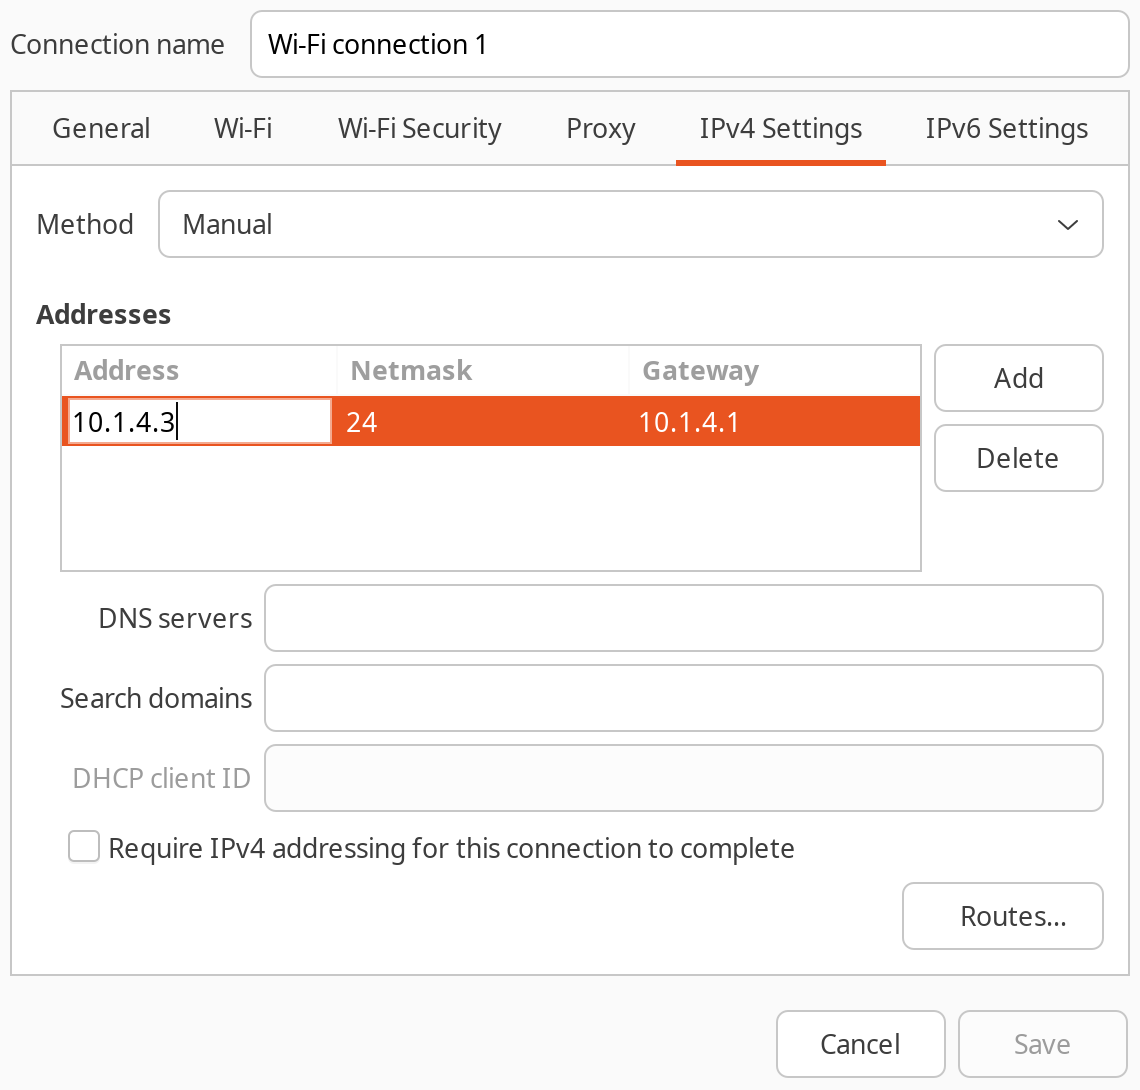 Connection name Wi-Fi connection 1
General Wi-Fi Wi-Fi Security Proxy IPv4 Settings IPv6 Settings
Method Manual
Addresses
Address Netmask Gateway
Add
10.1.4.3 24 10.1.4.1
Delete
DNS servers
Search domains
DHCP client ID
Require IPv4 addressing for this connection to complete
Routes...
Cancel Save